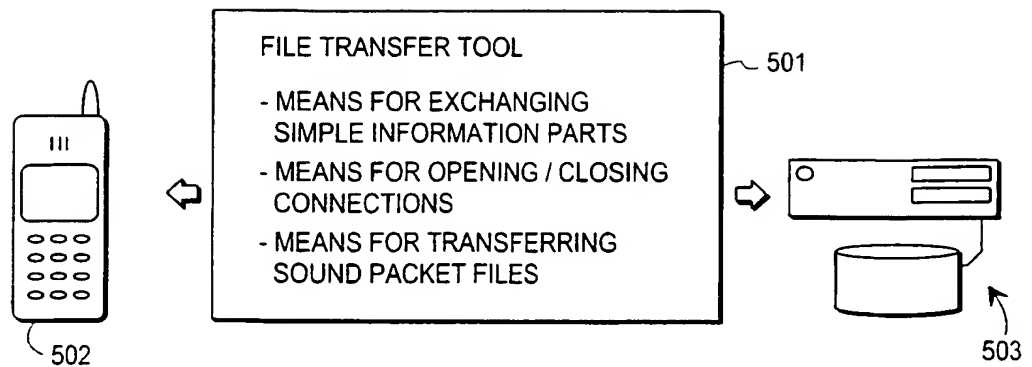 FILE TRANSFER TOOL
- MEANS FOR EXCHANGING
SIMPLE INFORMATION PARTS
- MEANS FOR OPENING / CLOSING
CONNECTIONS
- MEANS FOR TRANSFERRING
SOUND PACKET FILES
501
502
503